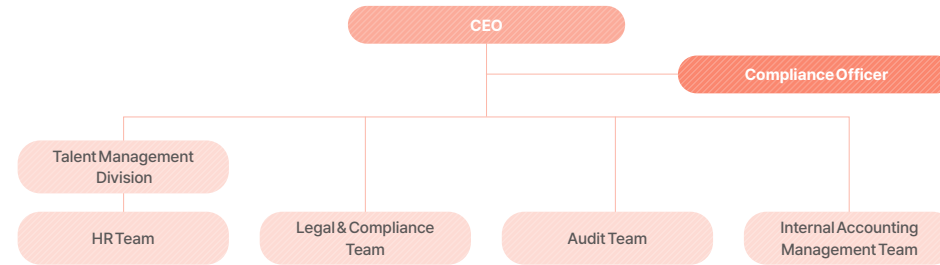 CEO
Compliance Officer
Talent Management
Division
HR Team
Legal & Compliance
Team
Audit Team
Internal Accounting
Management Team